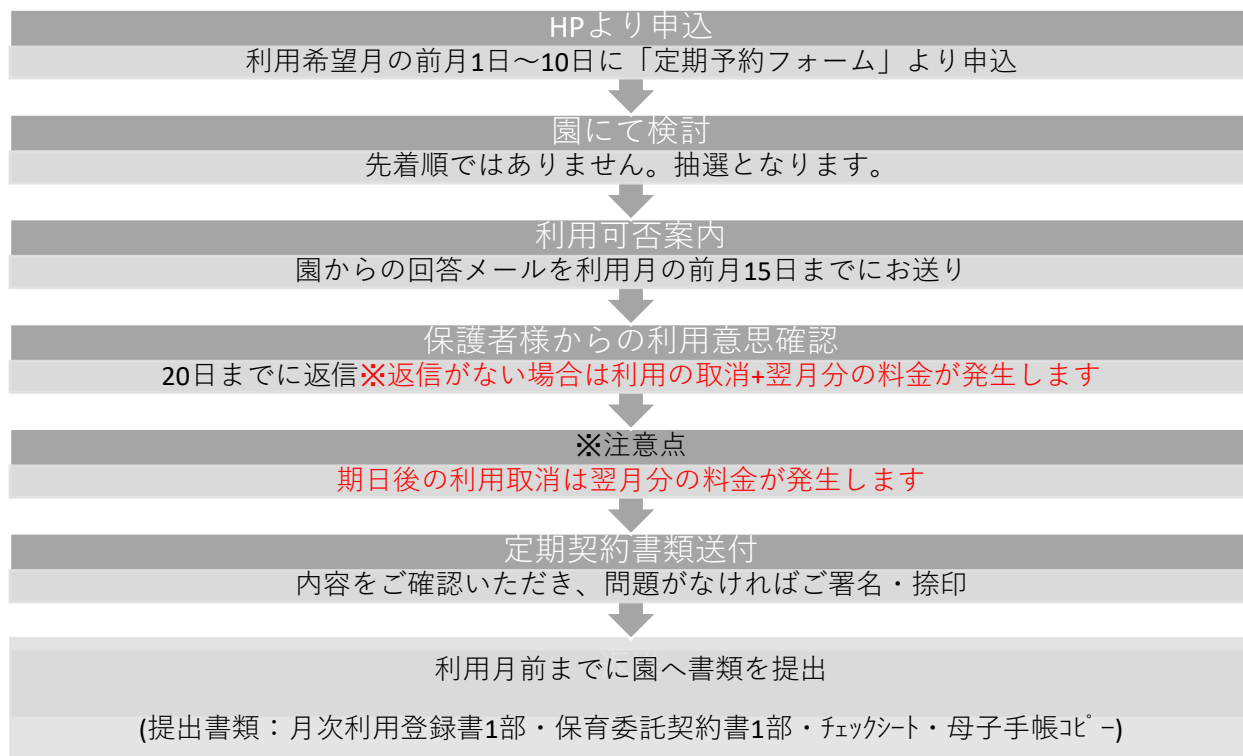 HPより申込
利用希望月の前月1日～10日に「定期予約フォーム」より申込
園にて検討
先着順ではありません。抽選となります。
利用可否案内
園からの回答メールを利用月の前月15日までにお送り
保護者様からの利用意思確認
20日までに返信※返信がない場合は利用の取消+翌月分の料金が発生します
※注意点
期日後の利用取消は翌月分の料金が発生します
定期契約書類送付
内容をご確認いただき、問題がなければご署名・捺印
利用月前までに園へ書類を提出
(提出書類：月次利用登録書1部・保育委託契約書1部・ﾁｪｯｸｼｰﾄ・母子手帳ｺﾋﾟｰ)